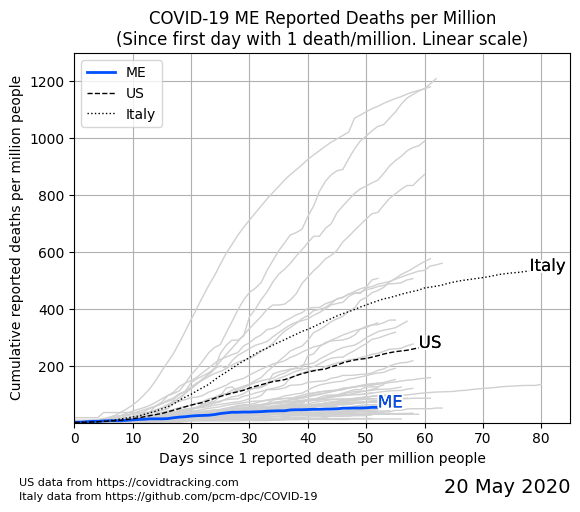 COVID-19 ME Reported Deaths per Million
(Since first day with 1 death/million. Linear scale)
Cumulative reported deaths per million people
1200
1000
800
600
400
200
ME
US
Italy
Italy
US
ME
0 10 20 30 40 50 60 70 80
Days since 1 reported death per million people
US data from https://covidtracking.com
Italy data from https://github.com/pcm-dpc/COVID-19
20 May 2020